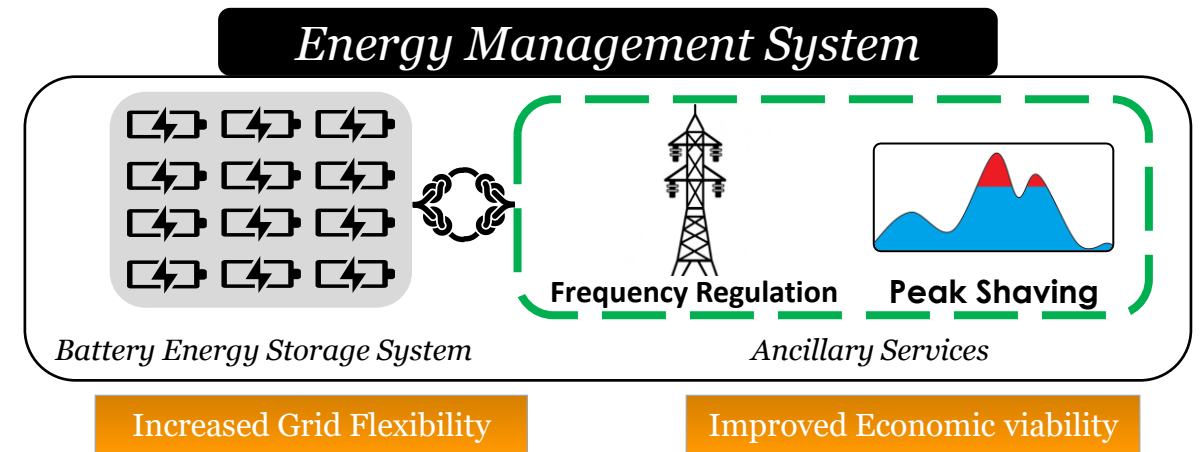 Energy Management System
Frequency Regulation
Peak Shaving
Battery Energy Storage System
Ancillary Services
Increased Grid Flexibility
Improved Economic viability